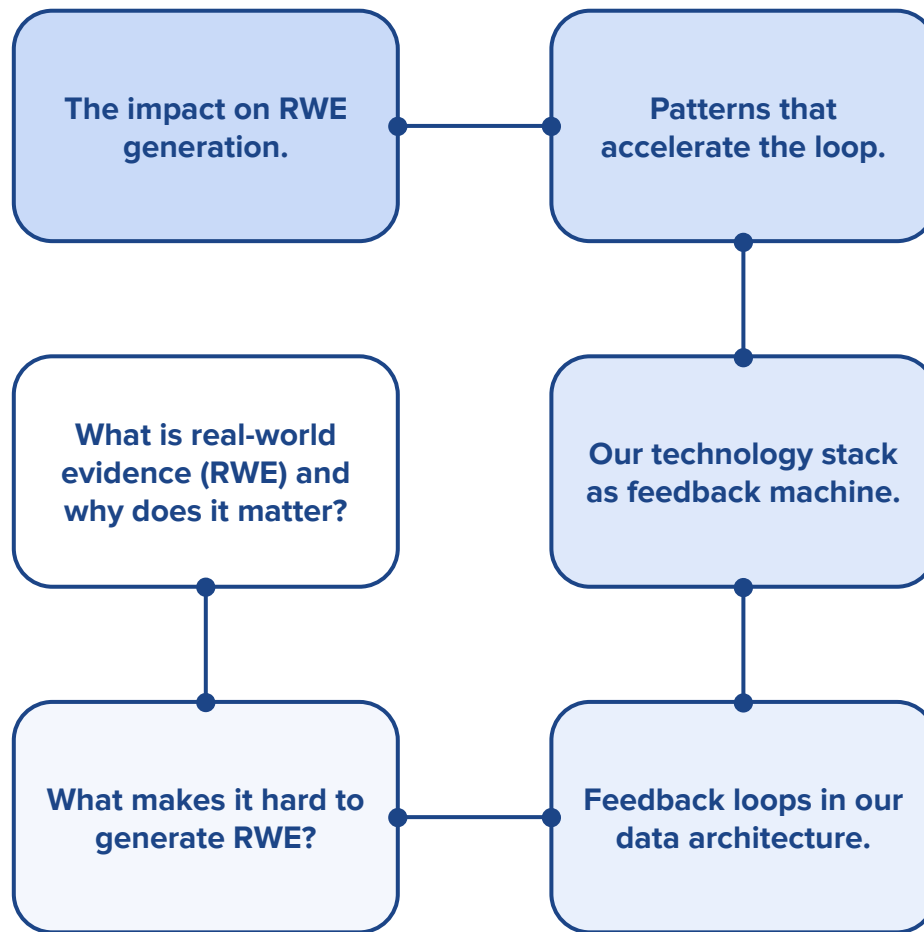 The impact on RWE
generation.
Patterns that
accelerate the loop.
What is real-world
evidence (RWE) and
why does it matter?
Our technology stack
as feedback machine.
What makes it hard to
generate RWE?
Feedback loops in our
data architecture.